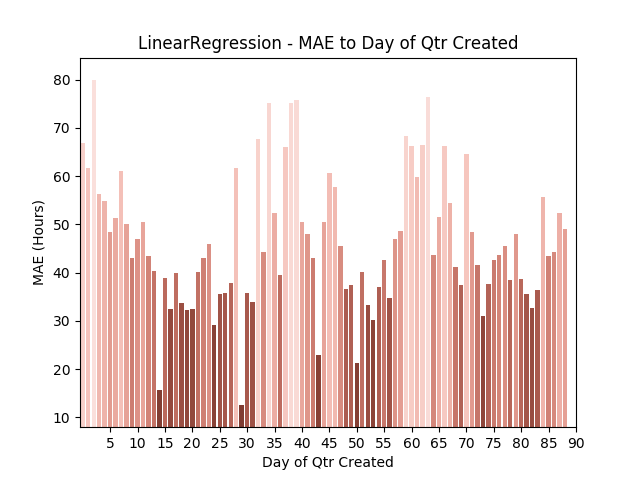 LinearRegression - MAE to Day of Qtr Created
80
70
60
50
40
30
20
10
MAE (Hours)
5 10 15 20 25 30 35 40 45 50 55 60 65 70 75 80 85 90
Day of Qtr Created